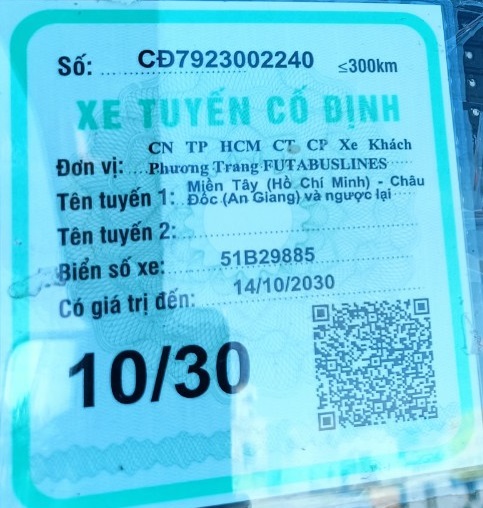 Số: CĐ7923002240 ≤300km
XE TUYẾN CỐ ĐỊNH
CN TP HCM CT CP Xe Khách
Đơn vị: Phương Trang FUTABUSLINES
Miền Tây (Hồ Chí Minh) - Châu
Tên tuyến 1: Đốc (An Giang) và ngược lại
Tên tuyến 2:
Biển số xe: 51B29885
Có giá trị đến: 14/10/2030
10/30